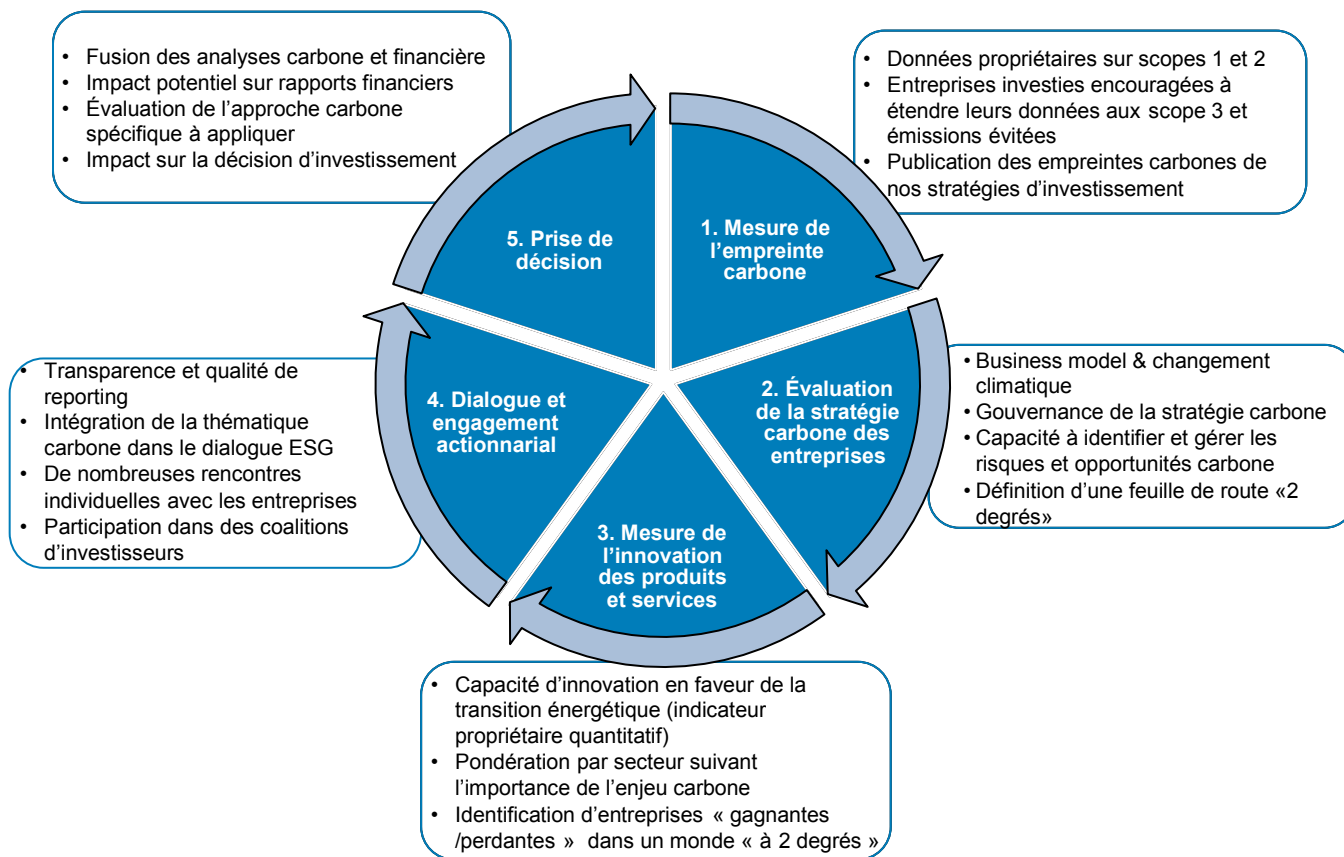 • Fusion des analyses carbone et financière
• Impact potentiel sur rapports financiers
• Évaluation de l’approche carbone
spécifique à appliquer
• Impact sur la décision d’investissement
• Données propriétaires sur scopes 1 et 2
• Entreprises investies encouragées à
étendre leurs données aux scope 3 et
émissions évitées
• Publication des empreintes carbones de
nos stratégies d’investissement
5. Prise de
décision
1. Mesure de
l’empreinte
carbone
• Transparence et qualité de
reporting
• Intégration de la thématique
carbone dans le dialogue ESG
• De nombreuses rencontres
individuelles avec les entreprises
• Participation dans des coalitions
d’investisseurs
4. Dialogue et
engagement
actionnarial
2. Évaluation
de la stratégie
carbone des
entreprises
• Business model & changement
climatique
• Gouvernance de la stratégie carbone
• Capacité à identifier et gérer les
risques et opportunités carbone
• Définition d’une feuille de route «2
degrés»
3. Mesure de
l’innovation
des produits
et services
• Capacité d’innovation en faveur de la
transition énergétique (indicateur
propriétaire quantitatif)
• Pondération par secteur suivant
l’importance de l’enjeu carbone
• Identification d’entreprises « gagnantes
/perdantes » dans un monde « à 2 degrés »